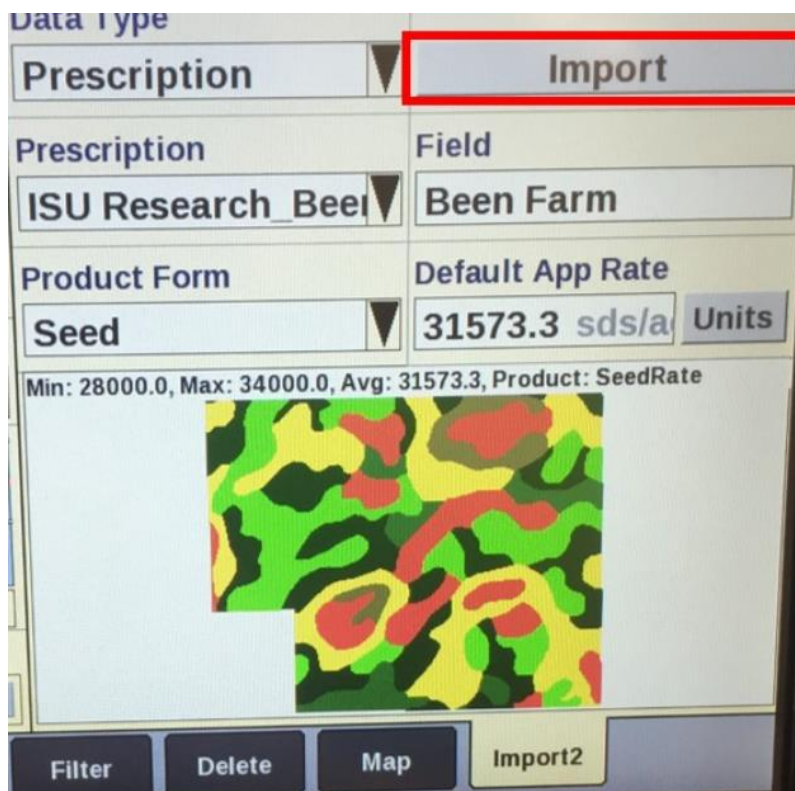 Data Type
Prescription
Import
Prescription
Field
ISU Research_Beer
Been Farm
Product Form
Default App Rate
Seed
31573.3 sds/a
Units
Min: 28000.0, Max: 34000.0, Avg: 31573.3, Product: SeedRate
Filter
Delete
Map
Import2